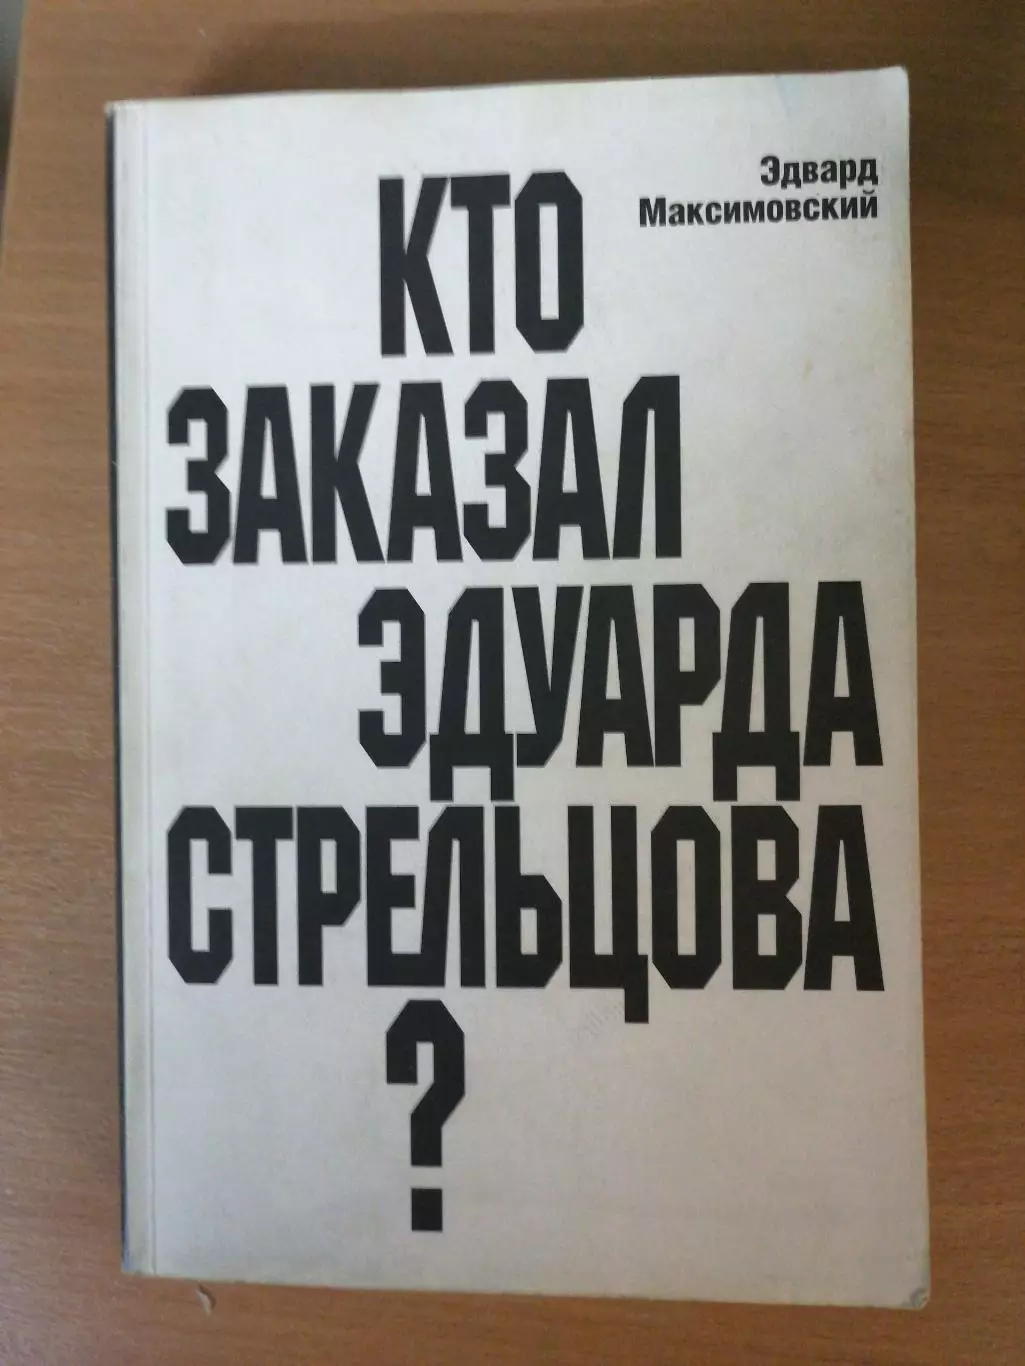 Эдвард
Максимовский
КТО
ЗАКАЗАЛ
ЭДУАРДА
СТРЕЛЬЦОВА
?